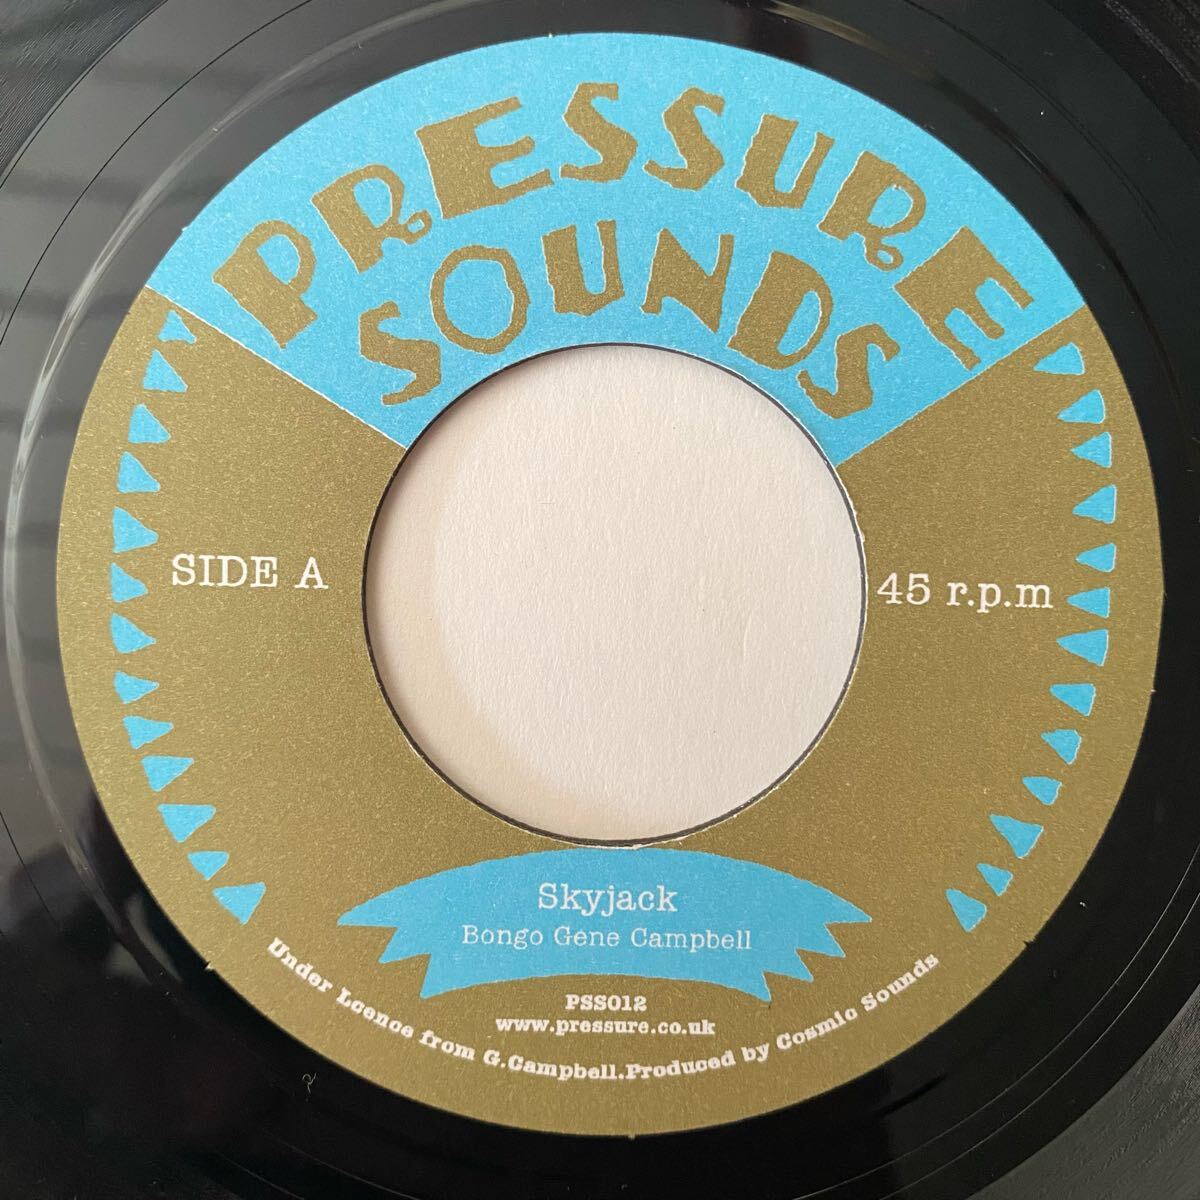 PRESSURE
SOUNDS
SIDE A
45 r.p.m
Skyjack
Bongo Gene Campbell
PSS012
www.pressure.co.uk
Under Lcence from G.Campbell.Produced by Cosmic Sounds